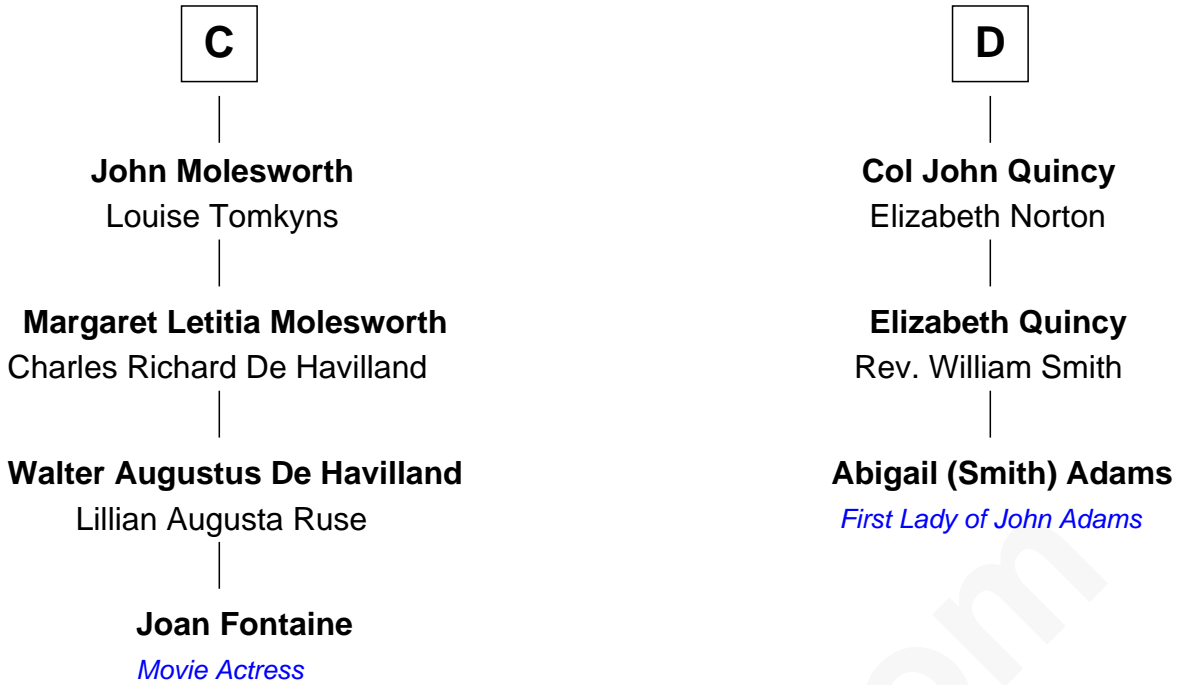 C
John Molesworth
Louise Tomkyns
Margaret Letitia Molesworth
Charles Richard De Havilland
Walter Augustus De Havilland
Lillian Augusta Ruse
Joan Fontaine
Movie Actress
D
Col John Quincy
Elizabeth Norton
Elizabeth Quincy
Rev. William Smith
Abigail (Smith) Adams
First Lady of John Adams
om